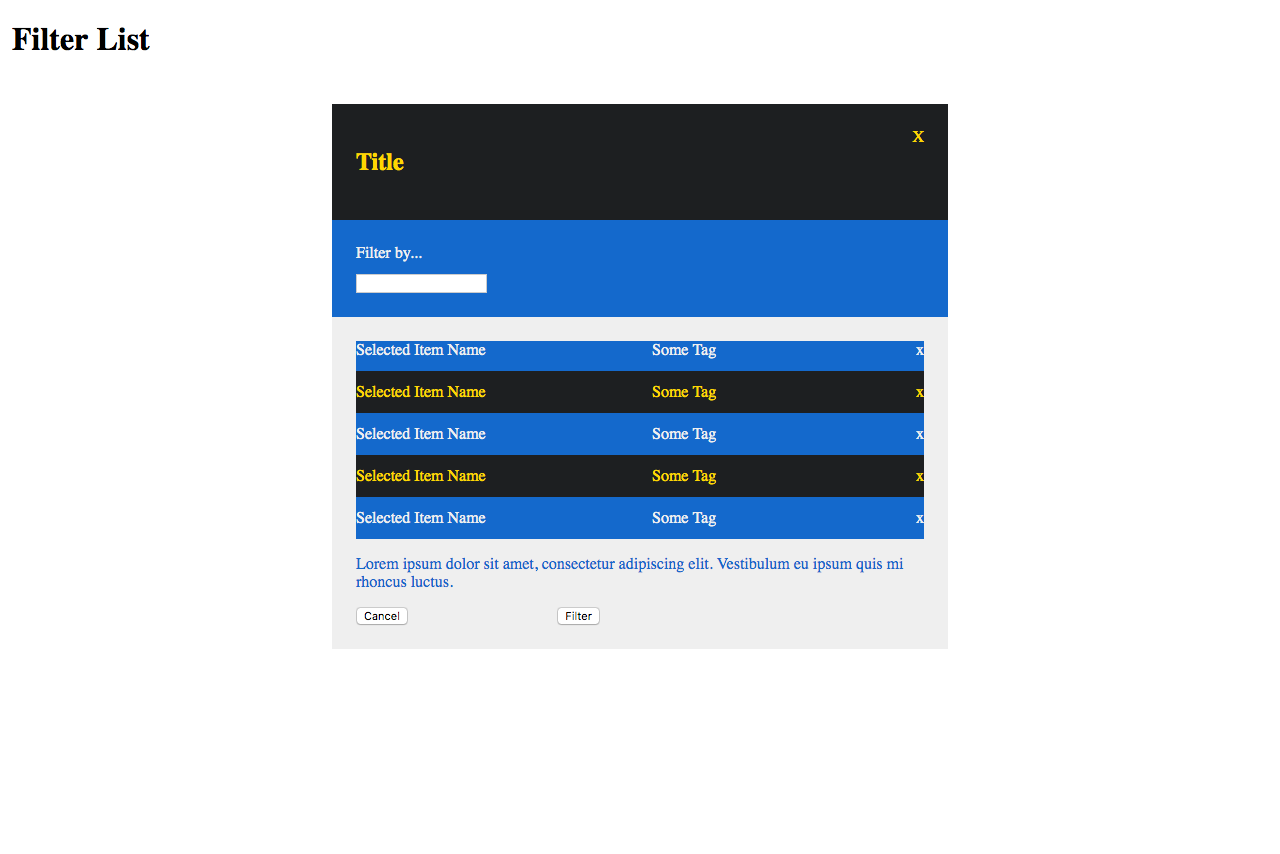 Filter List
X
Title
Filter by...
Selected Item Name Some Tag x
Selected Item Name Some Tag x
Selected Item Name Some Tag x
Selected Item Name Some Tag x
Selected Item Name Some Tag x
Lorem ipsum dolor sit amet, consectetur adipiscing elit. Vestibulum eu ipsum quis mi
rhoncus luctus.
Cancel Filter